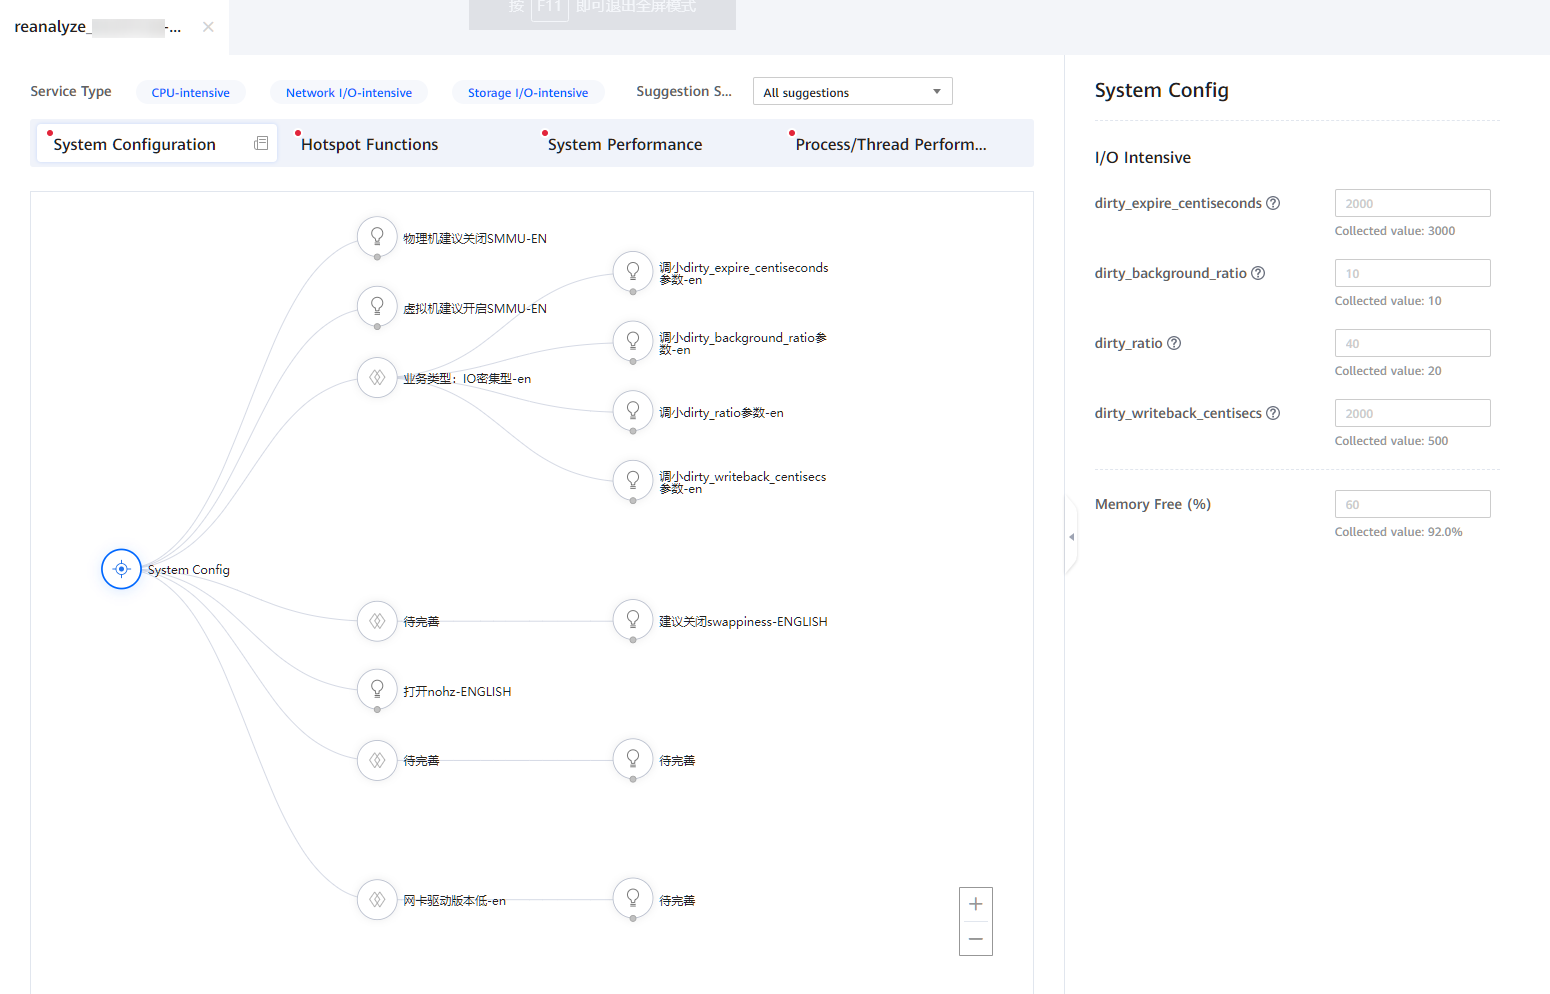 按 F11 即可退出全屏模式
reanalyze_ -...
Service Type
CPU-intensive
Network I/O-intensive
Storage I/O-intensive
Suggestion S...
All suggestions
System Configuration
Hotspot Functions
System Performance
Process/Thread Perform...
物理机建议关闭SMMU-EN
虚拟机建议开启SMMU-EN
业务类型：IO密集型-en
调小dirty_expire_centiseconds
参数-en
调小dirty_background_ratio参
数-en
调小dirty_ratio参数-en
调小dirty_writeback_centisecs
参数-en
System Config
待完善
建议关闭swappiness-ENGLISH
打开nohz-ENGLISH
待完善
待完善
网卡驱动版本低-en
待完善
System Config
I/O Intensive
dirty_expire_centiseconds
2000
Collected value: 3000
dirty_background_ratio
10
Collected value: 10
dirty_ratio
40
Collected value: 20
dirty_writeback_centisecs
2000
Collected value: 500
Memory Free (%)
60
Collected value: 92.0%